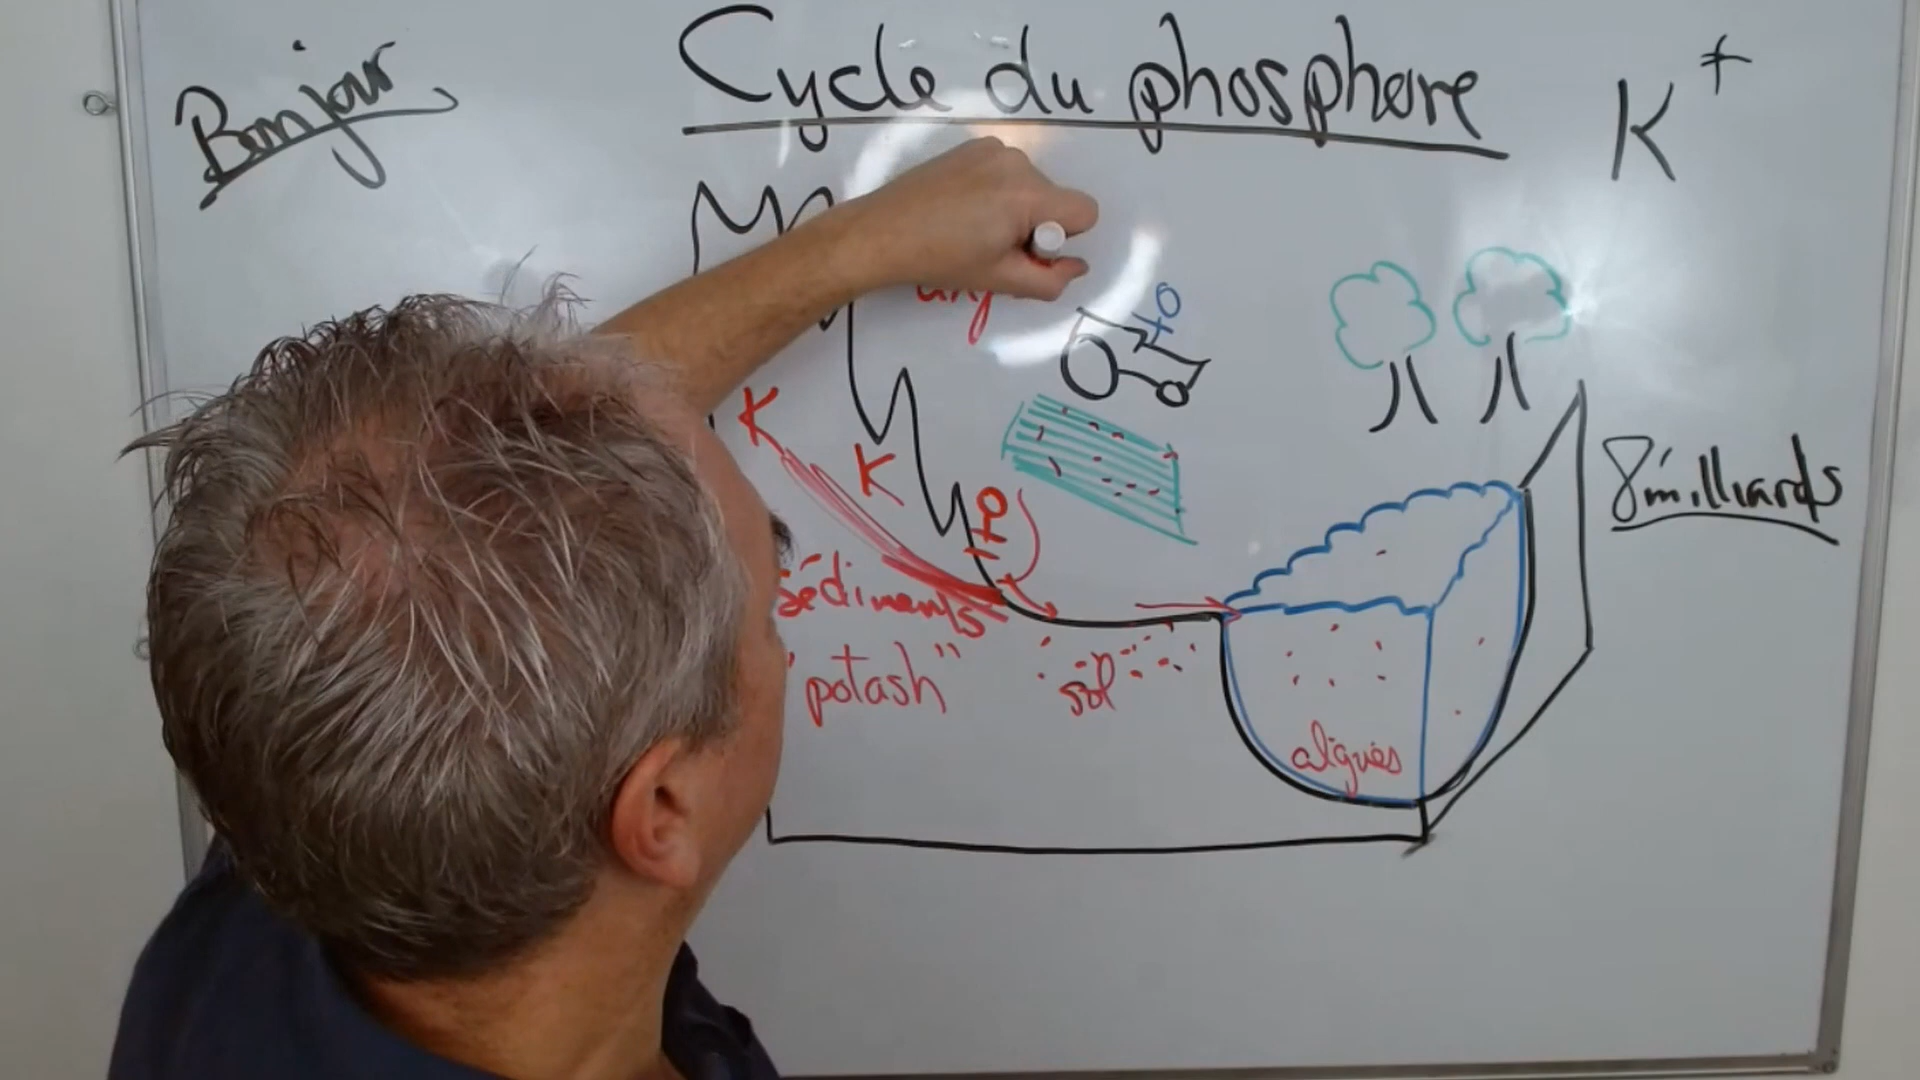 Bonjour
Cycle du phosphore
K+
K
K
P
8 milliards
sédiments
"potash"
sol
algues